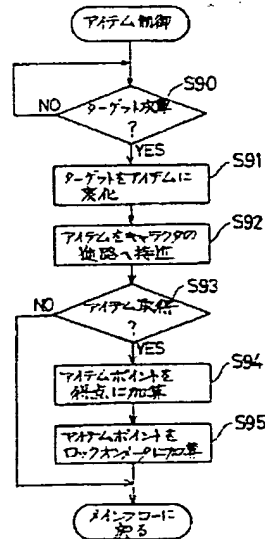 アイテム制御
S90
ターゲット攻撃
?
NO
YES
S91
ターゲットをアイテムに
変化
S92
アイテムをキャラクタの
進路へ接近
S93
アイテム取得
?
NO
YES
S94
アイテムポイントを
得点に加算
S95
アイテムポイントを
ロックオンゲージに加算
メインフローに
戻る